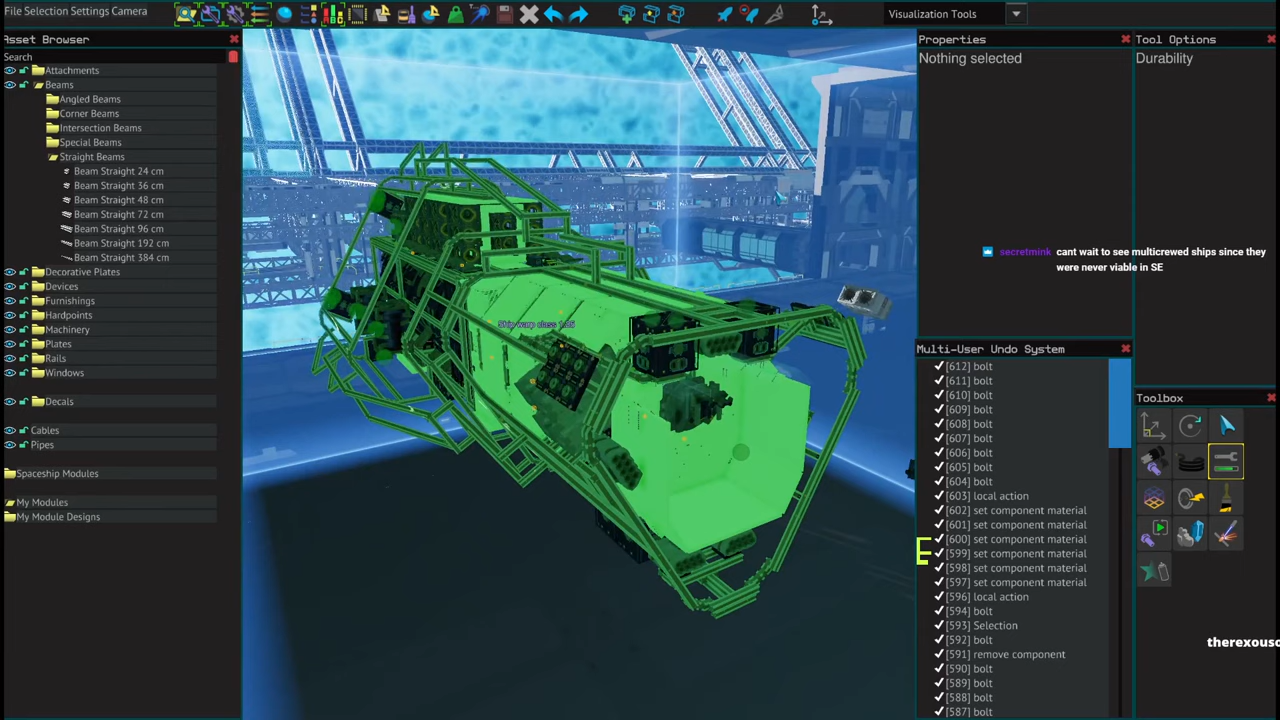 File Selection Settings Camera
Visualization Tools
Asset Browser
Search
Attachments
Beams
Angled Beams
Corner Beams
Intersection Beams
Special Beams
Straight Beams
Beam Straight 24 cm
Beam Straight 36 cm
Beam Straight 48 cm
Beam Straight 72 cm
Beam Straight 96 cm
Beam Straight 192 cm
Beam Straight 384 cm
Decorative Plates
Devices
Furnishings
Hardpoints
Machinery
Plates
Rails
Windows
Decals
Cables
Pipes
Spaceship Modules
My Modules
My Module Designs
Properties
Nothing selected
Tool Options
Durability
secretmink cant wait to see multicrewed ships since they
were never viable in SE
Multi-User Undo System
[612] bolt
[611] bolt
[610] bolt
[609] bolt
[608] bolt
[607] bolt
[606] bolt
[605] bolt
[604] bolt
[603] local action
[602] set component material
[601] set component material
[600] set component material
[599] set component material
[598] set component material
[597] set component material
[596] local action
[594] bolt
[593] Selection
[592] bolt
[591] remove component
[590] bolt
[589] bolt
[588] bolt
[587] bolt
Toolbox